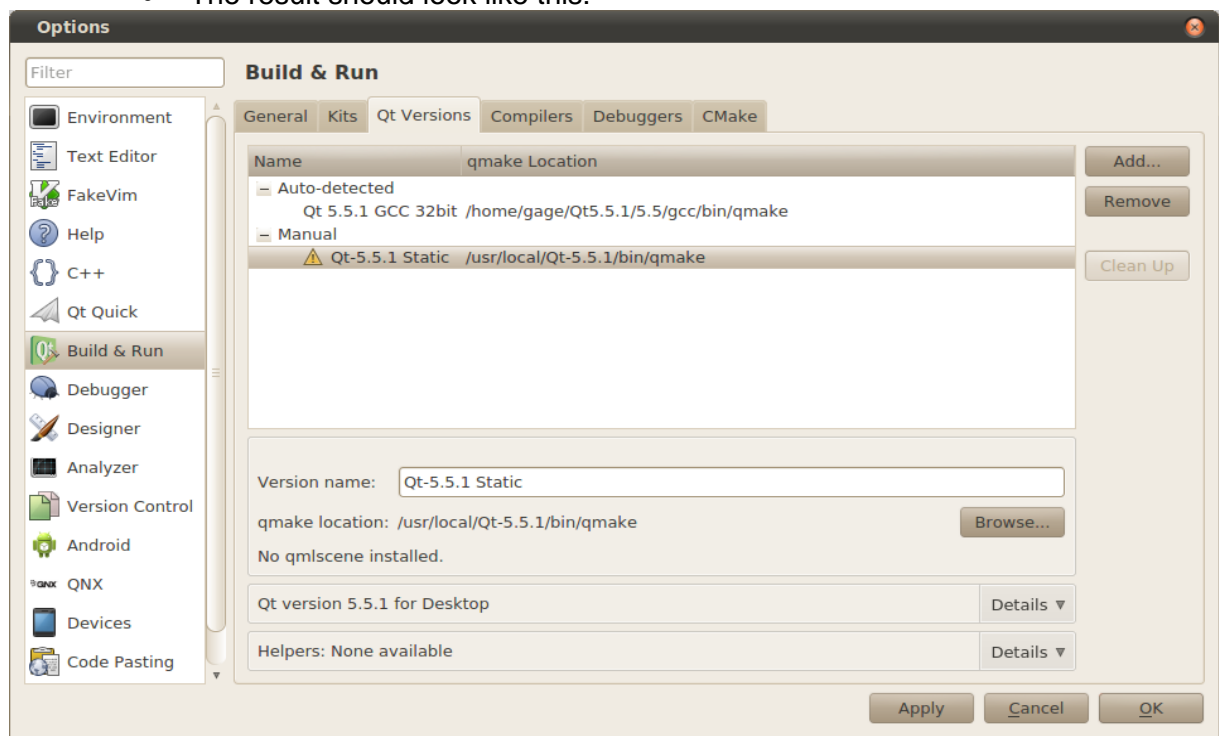 The result should look like this:
Options
Filter
Build & Run
Environment
Text Editor
FakeVim
Help
C++
Qt Quick
Build & Run
Debugger
Designer
Analyzer
Version Control
Android
QNX
Devices
Code Pasting
General Kits Qt Versions Compilers Debuggers CMake
Name qmake Location
Auto-detected
Qt 5.5.1 GCC 32bit /home/gage/Qt5.5.1/5.5/gcc/bin/qmake
Manual
Qt-5.5.1 Static /usr/local/Qt-5.5.1/bin/qmake
Add...
Remove
Clean Up
Version name: Qt-5.5.1 Static
qmake location: /usr/local/Qt-5.5.1/bin/qmake Browse...
No qmlscene installed.
Qt version 5.5.1 for Desktop Details
Helpers: None available Details
Apply Cancel OK